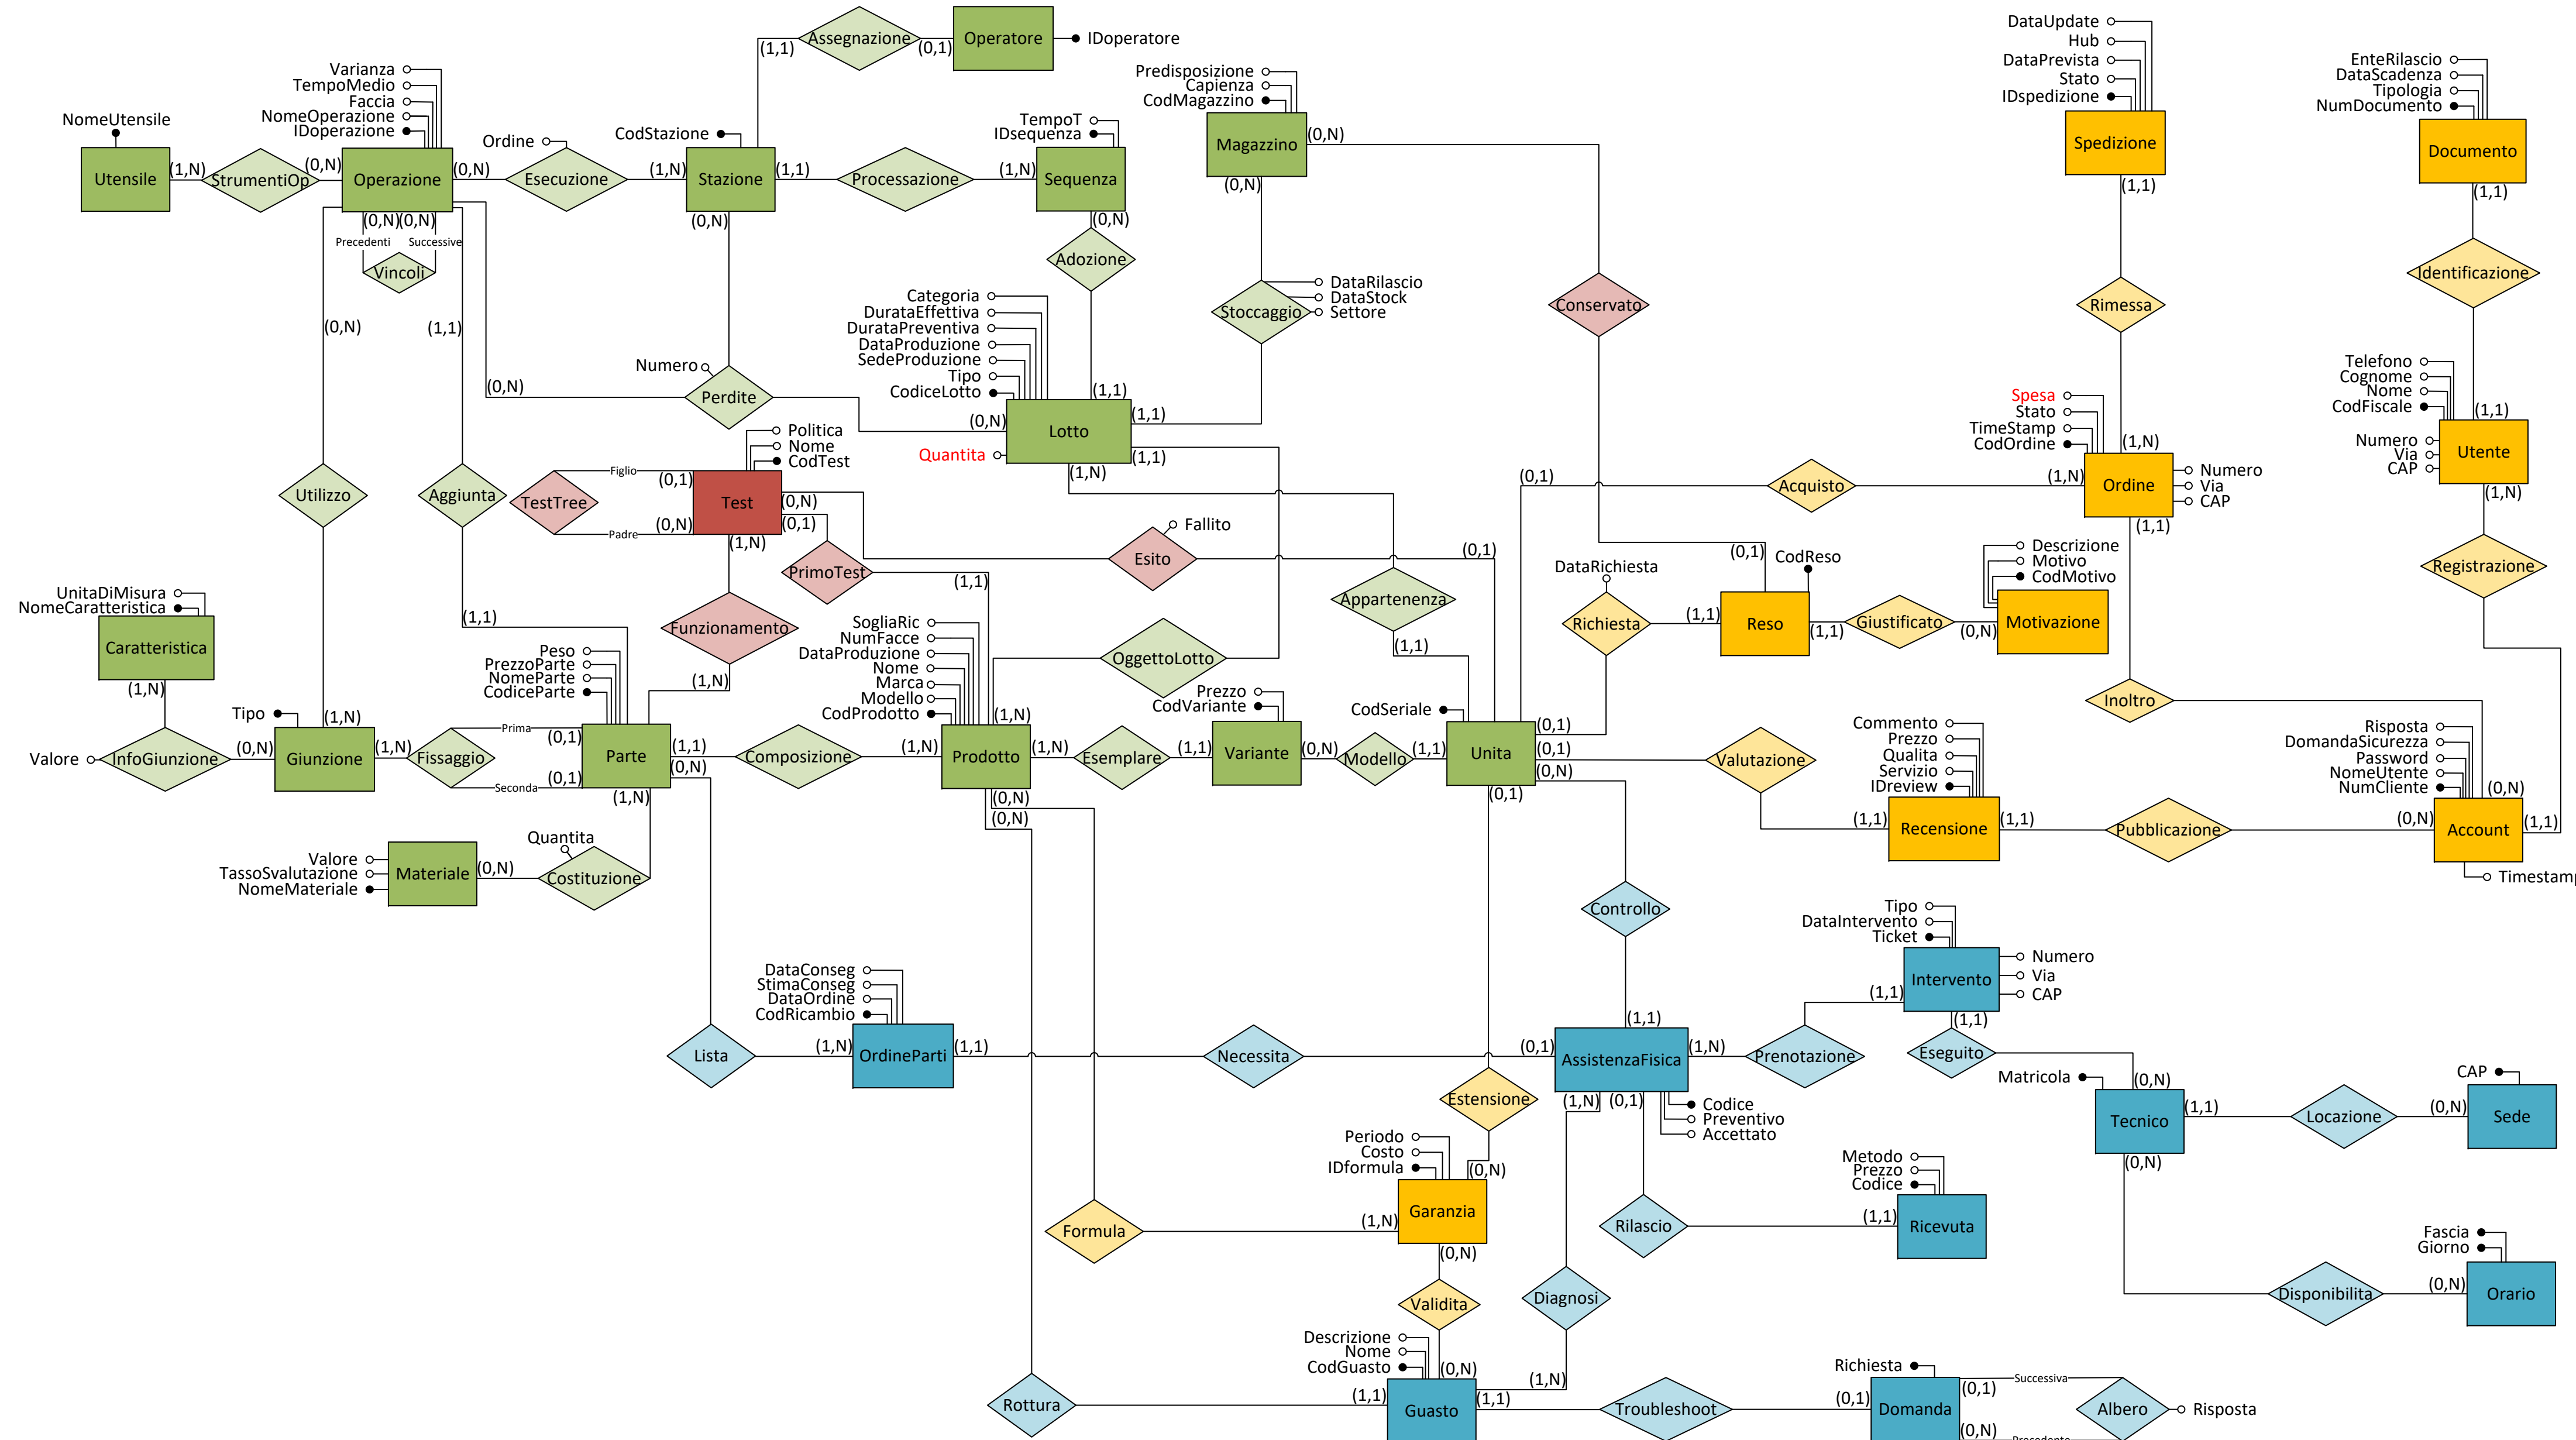 Assegnazione
Operatore
IDoperatore
(1,1)
(0,1)
Varianza
TempoMedio
Faccia
NomeOperazione
IDoperazione
NomeUtensile
Utensile
(1,N)
StrumentiOp
(0,N)
Operazione
(0,N)
Ordine
Esecuzione
(1,N)
CodStazione
Stazione
(1,1)
Processazione
(1,N)
TempoT
IDsequenza
Sequenza
(0,N)
(0,N)(0,N)
Precedenti
Successive
Vincoli
(0,N)
Adozione
(1,1)
Predisposizione
Capienza
CodMagazzino
Magazzino
(0,N)
(0,N)
DataRilascio
DataStock
Settore
Stoccaggio
Conservato
DataUpdate
Hub
DataPrevista
Stato
IDspedizione
Spedizione
(1,1)
Rimessa
(1,N)
EnteRilascio
DataScadenza
Tipologia
NumDocumento
Documento
(1,1)
Identificazione
(1,1)
(0,N)
(1,1)
(0,N)
Numero
Perdite
(0,N)
Categoria
DurataEffettiva
DurataPreventiva
DataProduzione
SedeProduzione
Tipo
CodiceLotto
Lotto
Quantita
(1,1)
(1,1)
(1,N)
Telefono
Cognome
Nome
CodFiscale
Numero
Via
CAP
Utente
(1,N)
Registrazione
Spesa
Stato
TimeStamp
CodOrdine
Ordine
Numero
Via
CAP
(1,N)
(1,1)
Acquisto
(0,1)
Utilizzo
Aggiunta
TestTree
Figlio
(0,1)
Padre
(0,N)
Politica
Nome
CodTest
Test
(0,N)
(0,1)
(1,N)
PrimoTest
(1,1)
Fallito
Esito
(0,1)
(0,1)
CodReso
DataRichiesta
Richiesta
(1,1)
Reso
(1,1)
Giustificato
(0,N)
Descrizione
Motivo
CodMotivo
Motivazione
Appartenenza
(1,1)
UnitaDiMisura
NomeCaratteristica
Caratteristica
(1,N)
Funzionamento
(1,N)
(1,1)
OggettoLotto
Inoltro
Valore
InfoGiunzione
(0,N)
Tipo
(1,N)
Giunzione
(1,N)
Fissaggio
Prima
(0,1)
Seconda
(0,1)
Peso
PrezzoParte
NomeParte
CodiceParte
Parte
(1,1)
(0,N)
(1,N)
Composizione
(1,N)
SogliaRic
NumFacce
DataProduzione
Nome
Marca
Modello
CodProdotto
Prodotto
(1,N)
(1,N)
(0,N)
(0,N)
Esemplare
(1,1)
Prezzo
CodVariante
Variante
(0,N)
Modello
(1,1)
CodSeriale
Unita
(0,1)
(0,1)
(0,N)
(0,1)
Valutazione
(1,1)
Commento
Prezzo
Qualita
Servizio
IDreview
Recensione
(1,1)
Pubblicazione
(0,N)
Risposta
DomandaSicurezza
Password
NomeUtente
NumCliente
Account
(0,N)
(1,1)
Timestamp
Valore
TassoSvalutazione
NomeMateriale
Materiale
(0,N)
Quantita
Costituzione
Controllo
(1,1)
Tipo
DataIntervento
Ticket
Intervento
Numero
Via
CAP
(1,1)
(1,1)
DataConseg
StimaConseg
DataOrdine
CodRicambio
OrdineParti
Lista
(1,N)
(1,1)
Necessita
(0,1)
AssistenzaFisica
(1,N)
Prenotazione
Eseguito
(0,N)
Matricola
Tecnico
(1,1)
Locazione
(0,N)
CAP
Sede
(0,N)
(1,N)
(0,1)
Codice
Preventivo
Accettato
Estensione
(0,N)
Periodo
Costo
IDformula
Garanzia
Formula
(1,N)
(0,N)
Rilascio
(1,1)
Metodo
Prezzo
Codice
Ricevuta
Fascia
Giorno
Orario
Disponibilita
(0,N)
Validita
(0,N)
Diagnosi
(1,N)
Descrizione
Nome
CodGuasto
Guasto
Rottura
(1,1)
(1,1)
Troubleshoot
(0,1)
Richiesta
Domanda
(0,1)
Successiva
(0,N)
Albero
Risposta